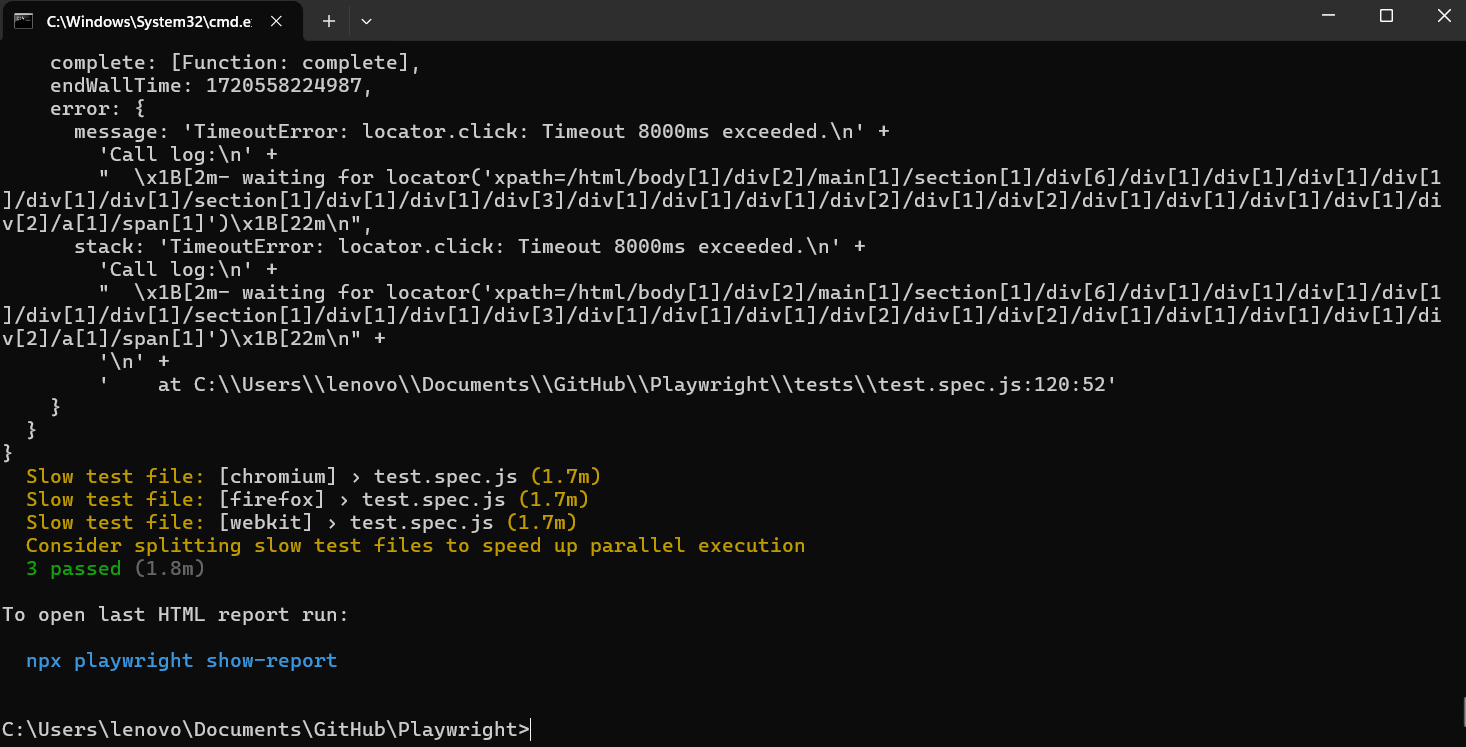 C:\Windows\System32\cmd.e
complete: [Function: complete],
endWallTime: 1720558224987,
error: {
message: 'TimeoutError: locator.click: Timeout 8000ms exceeded.\n' +
'Call log:\n' +
"  \x1B[2m- waiting for locator('xpath=/html/body[1]/div[2]/main[1]/section[1]/div[6]/div[1]/div[1]/div[1]/div[1
]/div[1]/div[1]/section[1]/div[1]/div[1]/div[3]/div[1]/div[1]/div[1]/div[2]/div[1]/div[2]/div[1]/div[1]/div[1]/div[1]/di
v[2]/a[1]/span[1]')\x1B[22m\n",
stack: 'TimeoutError: locator.click: Timeout 8000ms exceeded.\n' +
'Call log:\n' +
"  \x1B[2m- waiting for locator('xpath=/html/body[1]/div[2]/main[1]/section[1]/div[6]/div[1]/div[1]/div[1]/div[1
]/div[1]/div[1]/section[1]/div[1]/div[1]/div[3]/div[1]/div[1]/div[1]/div[2]/div[1]/div[2]/div[1]/div[1]/div[1]/div[1]/di
v[2]/a[1]/span[1]')\x1B[22m\n" +
'\n' +
'    at C:\\Users\\lenovo\\Documents\\GitHub\\Playwright\\tests\\test.spec.js:120:52'
}
}
}
Slow test file: [chromium] › test.spec.js (1.7m)
Slow test file: [firefox] › test.spec.js (1.7m)
Slow test file: [webkit] › test.spec.js (1.7m)
Consider splitting slow test files to speed up parallel execution
3 passed (1.8m)
To open last HTML report run:
npx playwright show-report
C:\Users\lenovo\Documents\GitHub\Playwright>